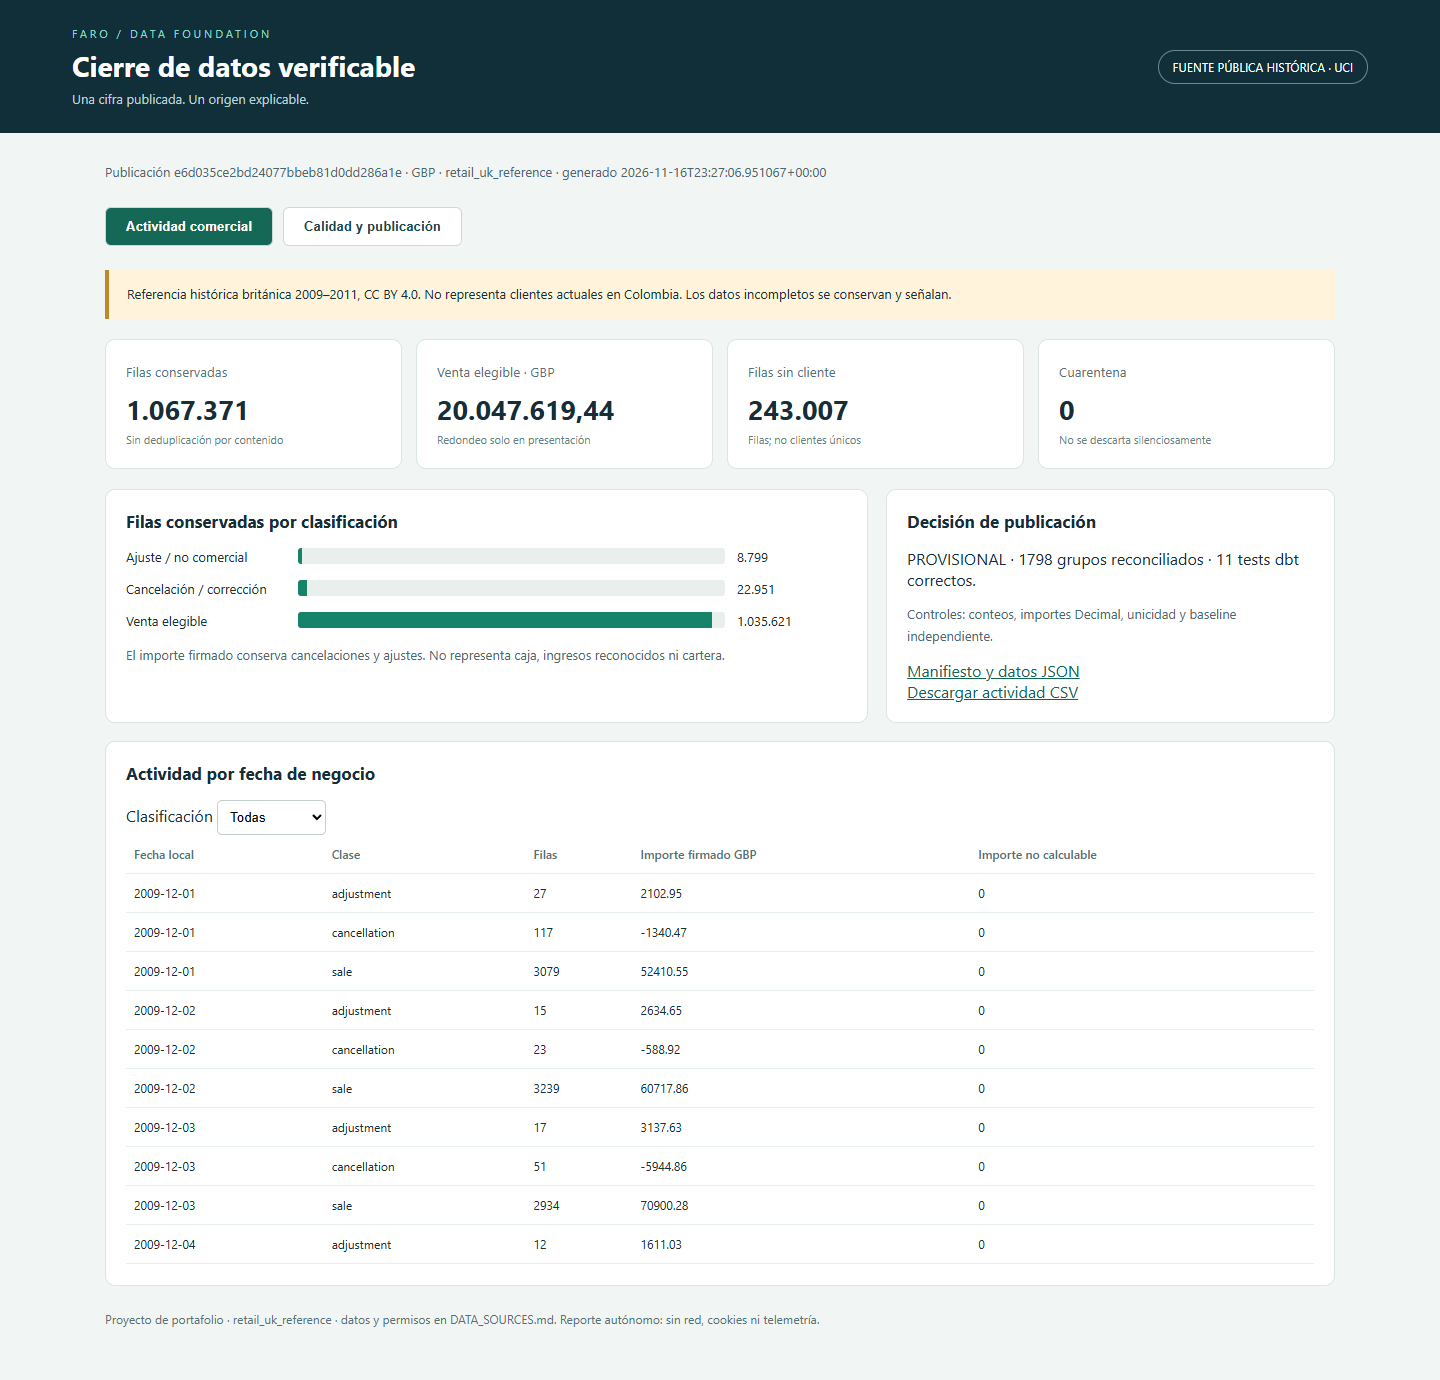 FARO / DATA FOUNDATION
Cierre de datos verificable
Una cifra publicada. Un origen explicable.
FUENTE PÚBLICA HISTÓRICA · UCI
Publicación e6d035ce2bd24077bbeb81d0dd286a1e · GBP · retail_uk_reference · generado 2026-11-16T23:27:06.951067+00:00
Actividad comercial
Calidad y publicación
Referencia histórica británica 2009–2011, CC BY 4.0. No representa clientes actuales en Colombia. Los datos incompletos se conservan y señalan.
Filas conservadas
1.067.371
Sin deduplicación por contenido
Venta elegible · GBP
20.047.619,44
Redondeo solo en presentación
Filas sin cliente
243.007
Filas; no clientes únicos
Cuarentena
0
No se descarta silenciosamente
Filas conservadas por clasificación
Ajuste / no comercial 8.799
Cancelación / corrección 22.951
Venta elegible 1.035.621
El importe firmado conserva cancelaciones y ajustes. No representa caja, ingresos reconocidos ni cartera.
Decisión de publicación
PROVISIONAL · 1798 grupos reconciliados · 11 tests dbt
correctos.
Controles: conteos, importes Decimal, unicidad y baseline
independiente.
Manifiesto y datos JSON
Descargar actividad CSV
Actividad por fecha de negocio
Clasificación Todas
Fecha local Clase Filas Importe firmado GBP Importe no calculable
2009-12-01 adjustment 27 2102.95 0
2009-12-01 cancellation 117 -1340.47 0
2009-12-01 sale 3079 52410.55 0
2009-12-02 adjustment 15 2634.65 0
2009-12-02 cancellation 23 -588.92 0
2009-12-02 sale 3239 60717.86 0
2009-12-03 adjustment 17 3137.63 0
2009-12-03 cancellation 51 -5944.86 0
2009-12-03 sale 2934 70900.28 0
2009-12-04 adjustment 12 1611.03 0
Proyecto de portafolio · retail_uk_reference · datos y permisos en DATA_SOURCES.md. Reporte autónomo: sin red, cookies ni telemetría.